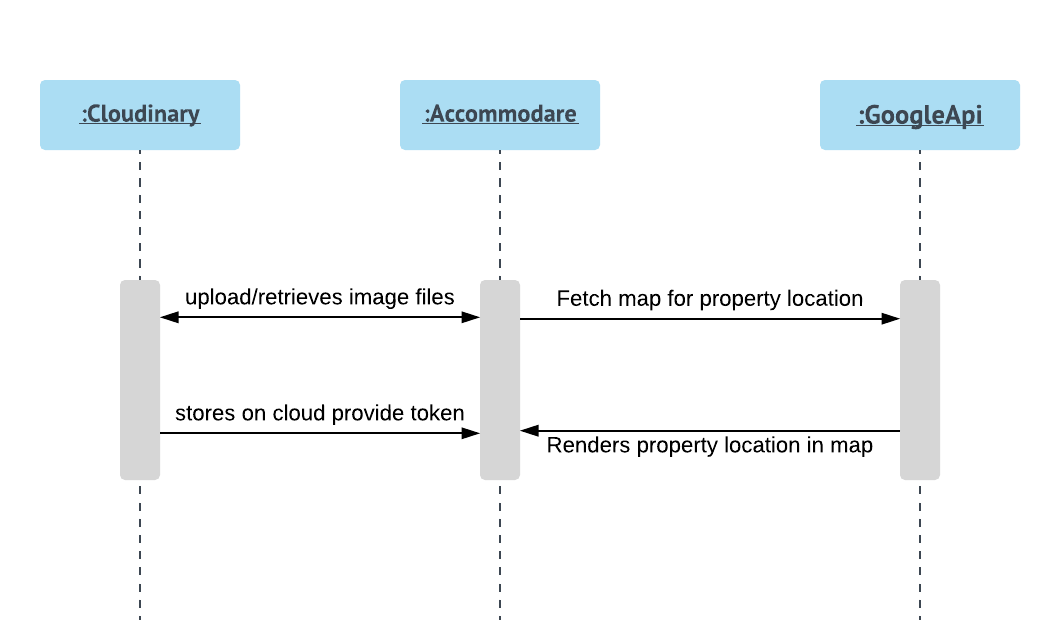 :Cloudinary
:Accommodare
:GoogleApi
upload/retrieves image files
Fetch map for property location
stores on cloud provide token
Renders property location in map